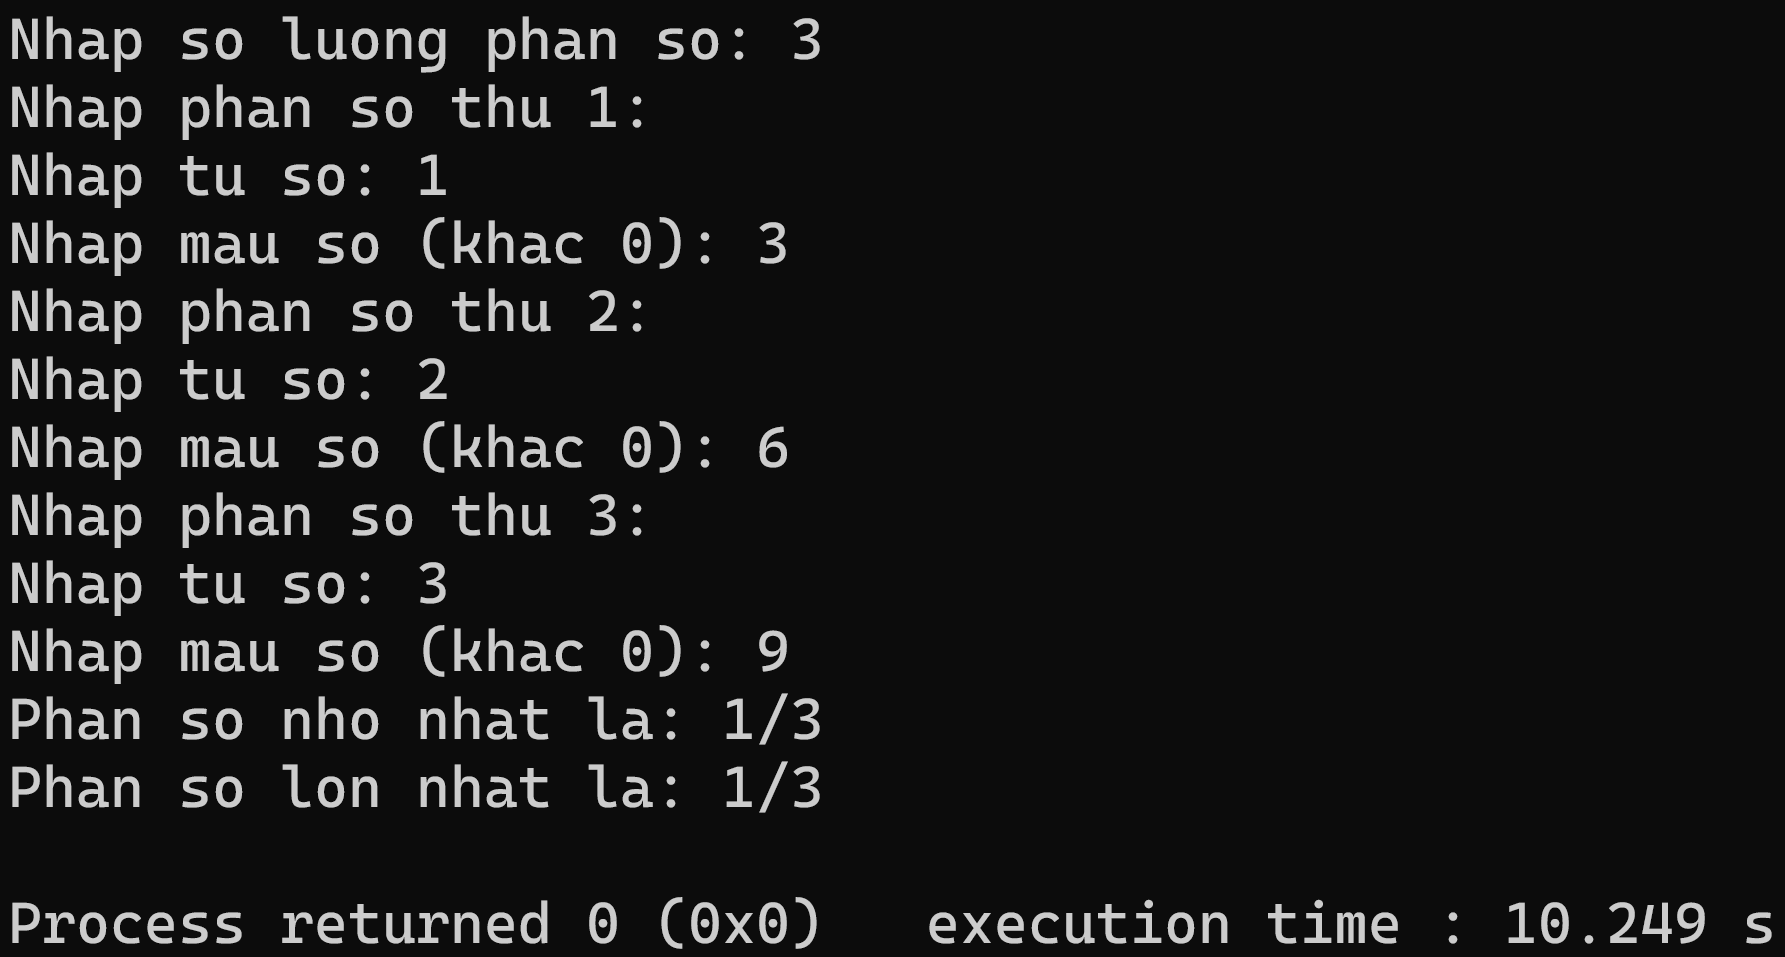 Nhap so luong phan so: 3
Nhap phan so thu 1:
Nhap tu so: 1
Nhap mau so (khac 0): 3
Nhap phan so thu 2:
Nhap tu so: 2
Nhap mau so (khac 0): 6
Nhap phan so thu 3:
Nhap tu so: 3
Nhap mau so (khac 0): 9
Phan so nho nhat la: 1/3
Phan so lon nhat la: 1/3
Process returned 0 (0x0)   execution time : 10.249 s